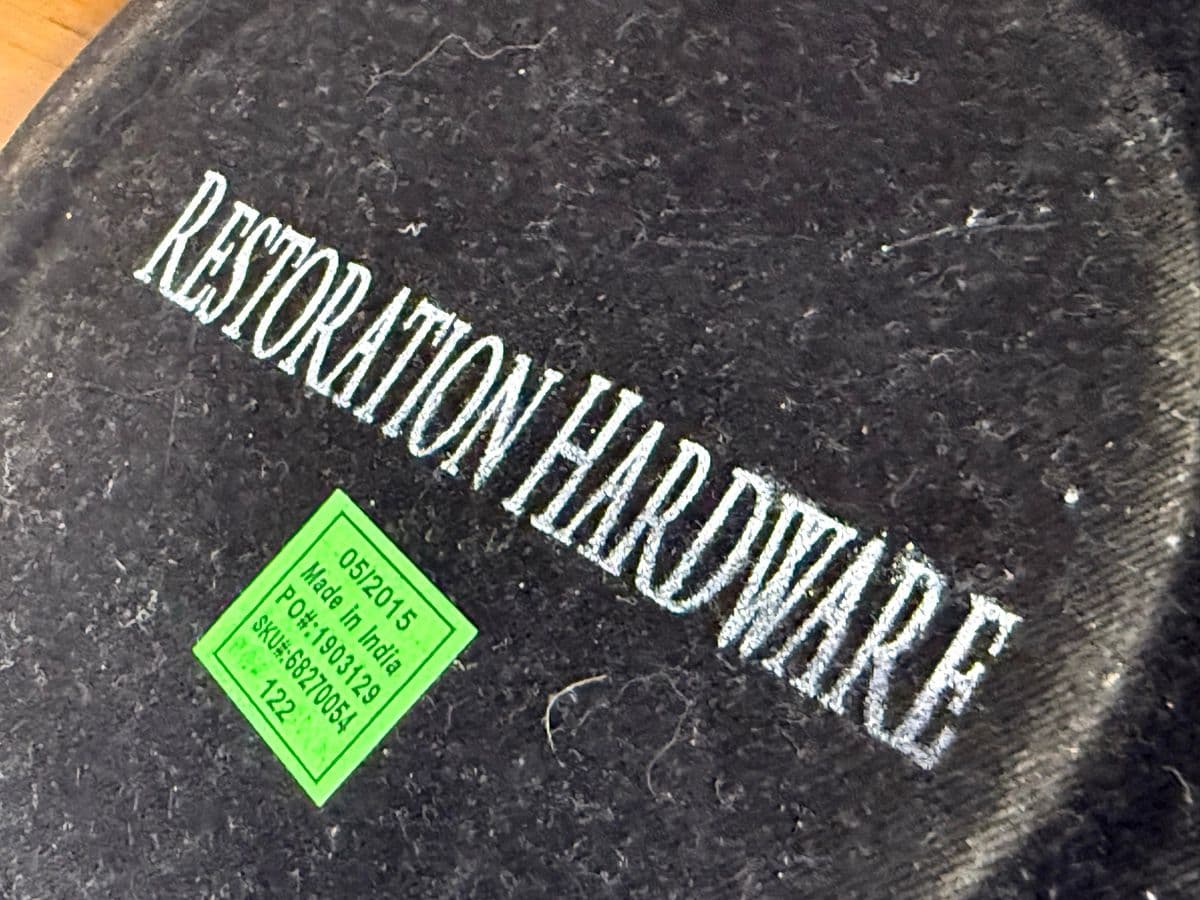 RESTORATION HARDWARE
05/2015
Made in India
PO#:1903129
SKU#:68270054
122